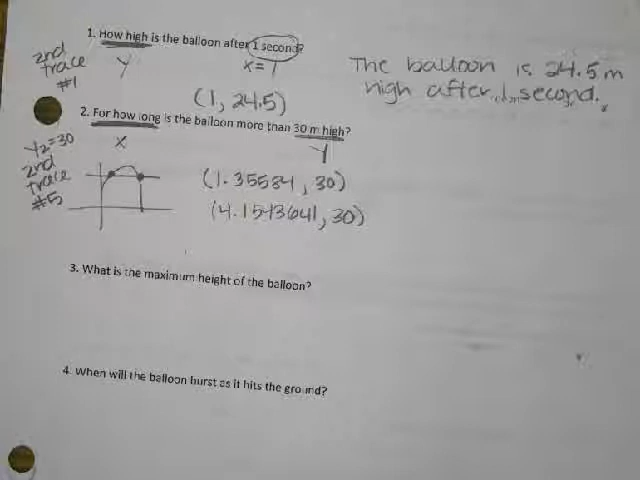 1. How high is the balloon after 1 second?
2nd
trace
#1
Y
x=1
The balloon is 24.5 m
high after 1 second.
(1, 24.5)
2. For how long is the balloon more than 30 m high?
Y2=30
2nd
trace
#5
X
Y
(1.35584, 30)
(4.1543641, 30)
3. What is the maximum height of the balloon?
4. When will the balloon burst as it hits the ground?